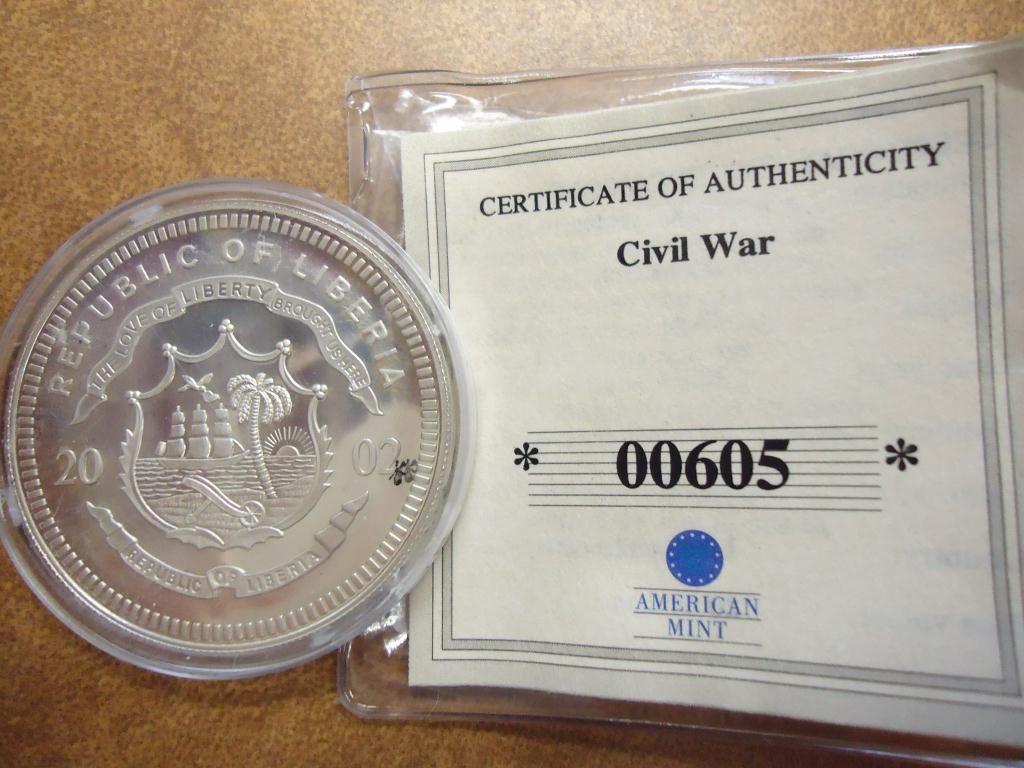 REPUBLIC OF LIBERIA
THE LOVE OF LIBERTY BROUGHT US HERE
20 02
REPUBLIC OF LIBERIA
CERTIFICATE OF AUTHENTICITY
Civil War
* 00605 *
AMERICAN
MINT